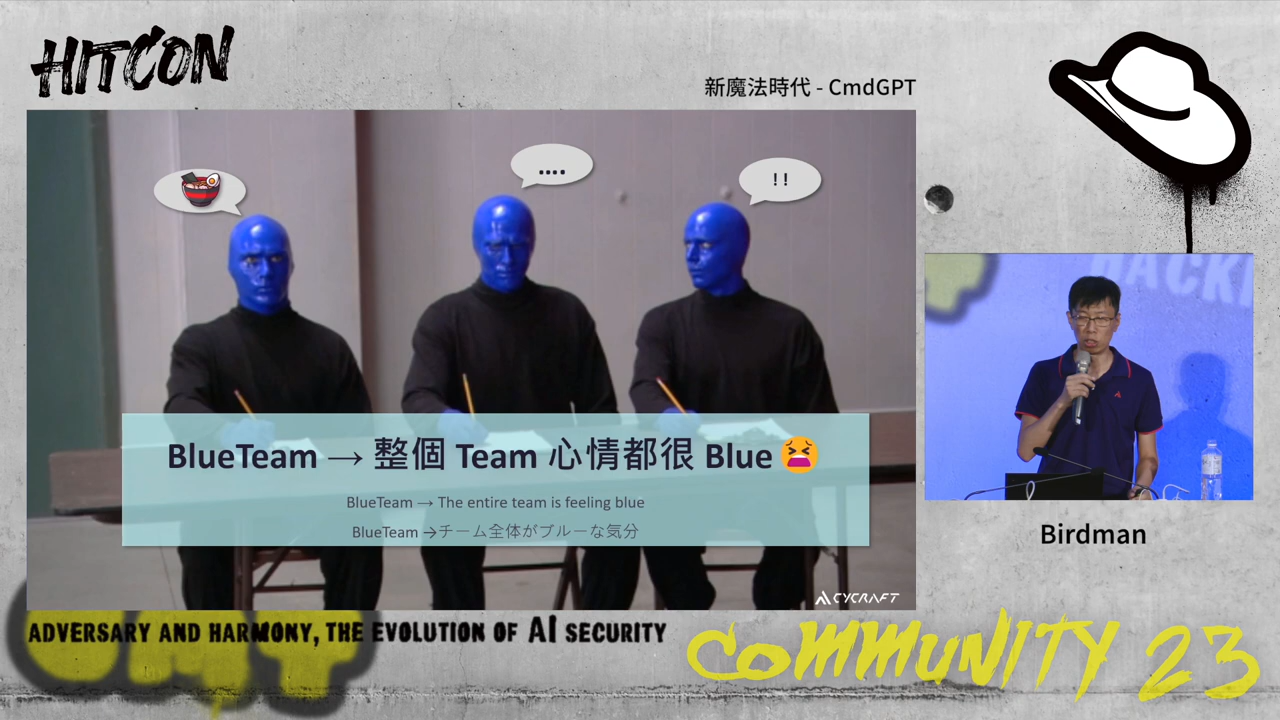 HITCON
新魔法時代 - CmdGPT
....
!!
BlueTeam → 整個 Team 心情都很 Blue
BlueTeam → The entire team is feeling blue
BlueTeam →チーム全体がブルーな気分
CYCRAFT
HACK
Birdman
ADVERSARY AND HARMONY, THE EVOLUTION OF AI SECURITY
COMMUNITY 23